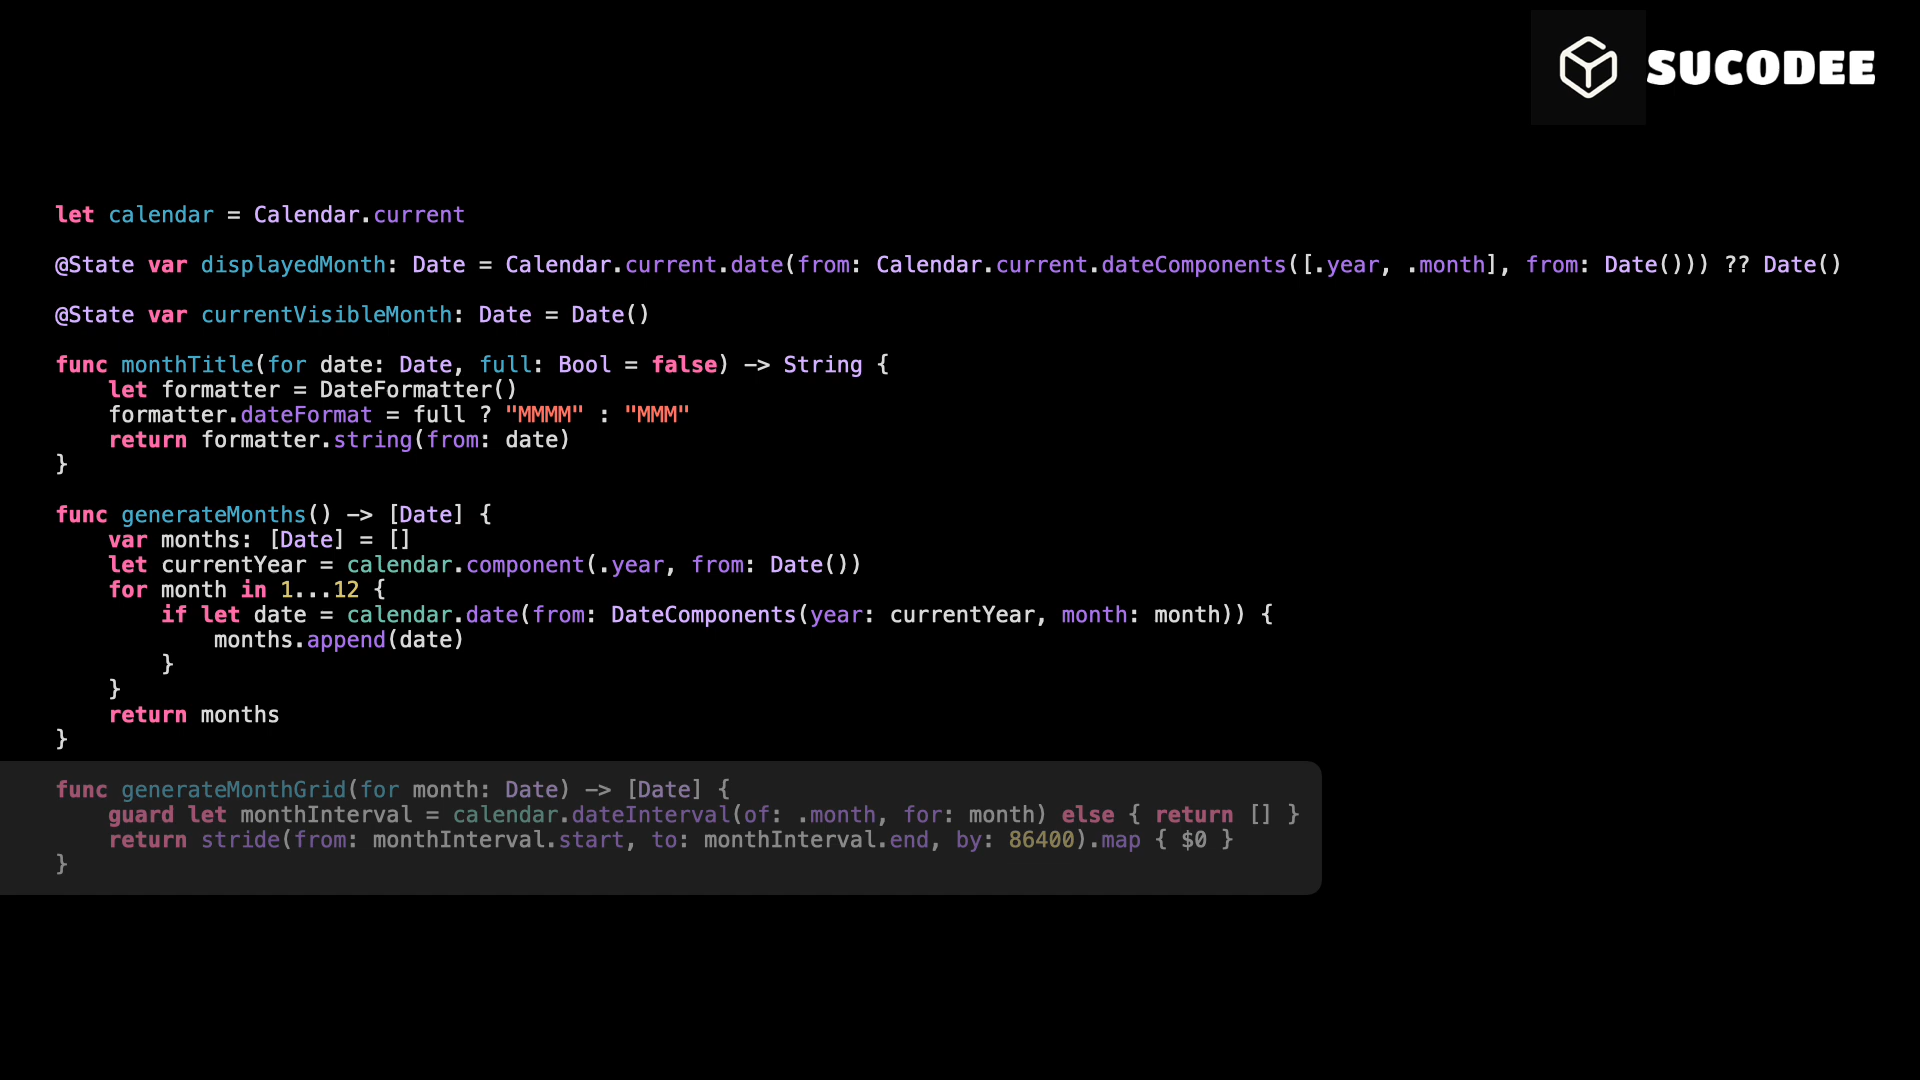 SUCODEE
let calendar = Calendar.current
@State var displayedMonth: Date = Calendar.current.date(from: Calendar.current.dateComponents([.year, .month], from: Date())) ?? Date()
@State var currentVisibleMonth: Date = Date()
func monthTitle(for date: Date, full: Bool = false) -> String {
    let formatter = DateFormatter()
    formatter.dateFormat = full ? "MMMM" : "MMM"
    return formatter.string(from: date)
}
func generateMonths() -> [Date] {
    var months: [Date] = []
    let currentYear = calendar.component(.year, from: Date())
    for month in 1...12 {
        if let date = calendar.date(from: DateComponents(year: currentYear, month: month)) {
            months.append(date)
        }
    }
    return months
}
func generateMonthGrid(for month: Date) -> [Date] {
    guard let monthInterval = calendar.dateInterval(of: .month, for: month) else { return [] }
    return stride(from: monthInterval.start, to: monthInterval.end, by: 86400).map { $0 }
}